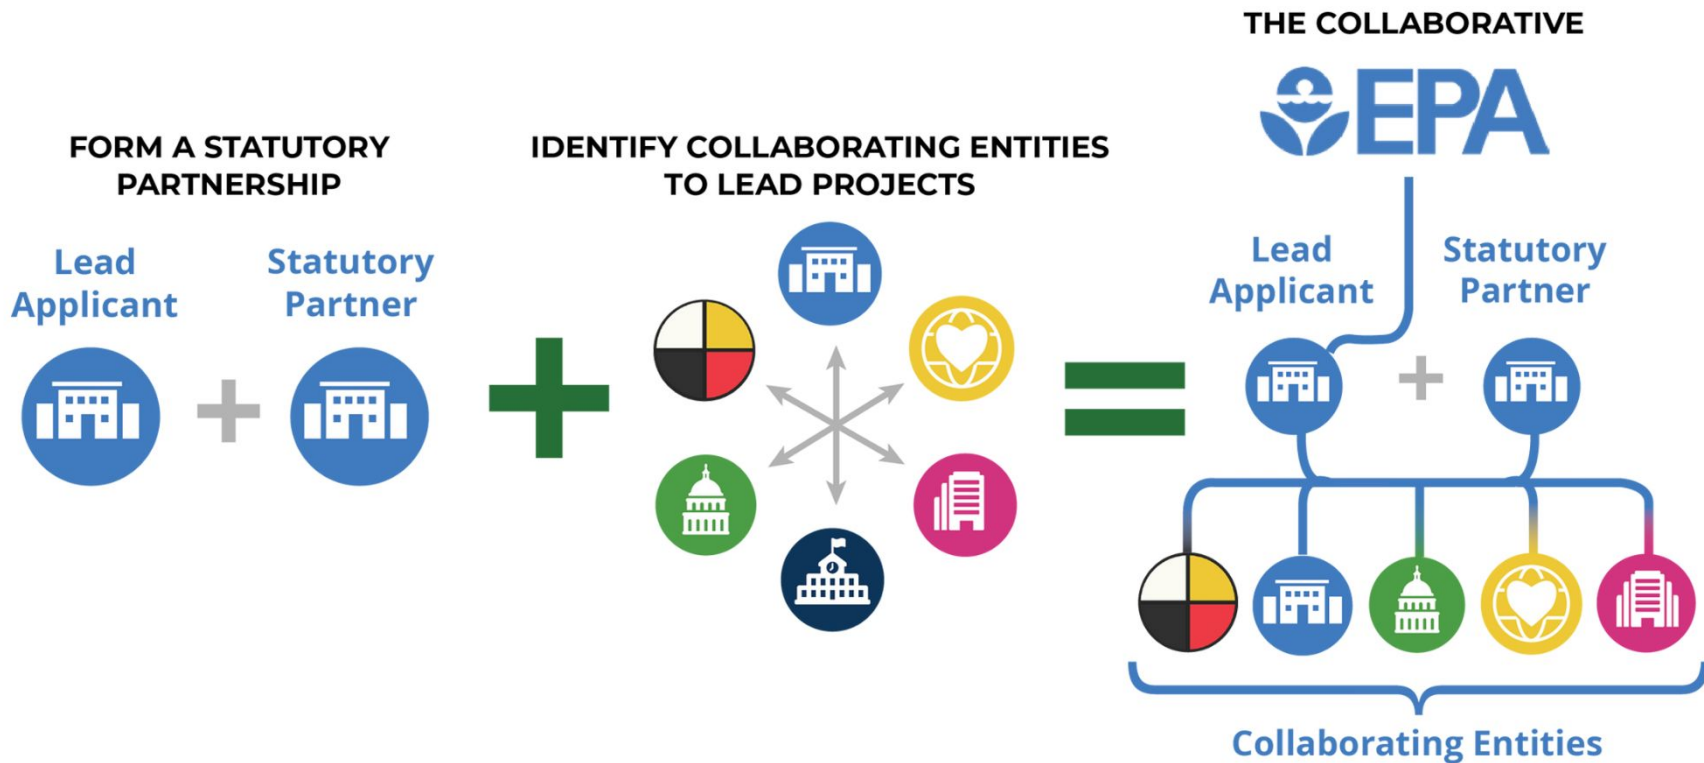 FORM A STATUTORY
PARTNERSHIP
Lead
Applicant
Statutory
Partner
IDENTIFY COLLABORATING ENTITIES
TO LEAD PROJECTS
THE COLLABORATIVE
EPA
Lead
Applicant
Statutory
Partner
Collaborating Entities